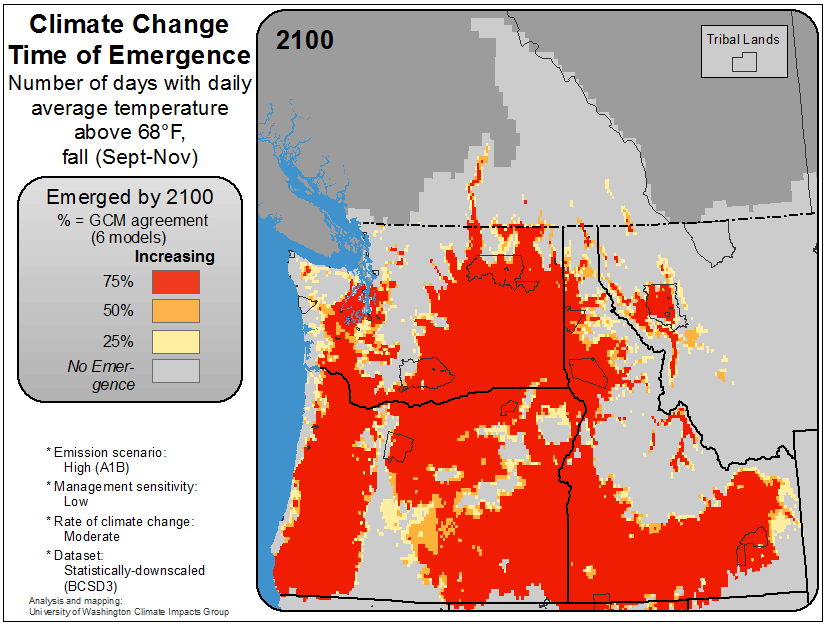 Climate Change
Time of Emergence
Number of days with daily
average temperature
above 68°F,
fall (Sept-Nov)
Emerged by 2100
% = GCM agreement
(6 models)
Increasing
75%
50%
25%
No Emer-
gence
* Emission scenario:
High (A1B)
* Management sensitivity:
Low
* Rate of climate change:
Moderate
* Dataset:
Statistically-downscaled
(BCSD3)
Analysis and mapping:
University of Washington Climate Impacts Group
2100
Tribal Lands